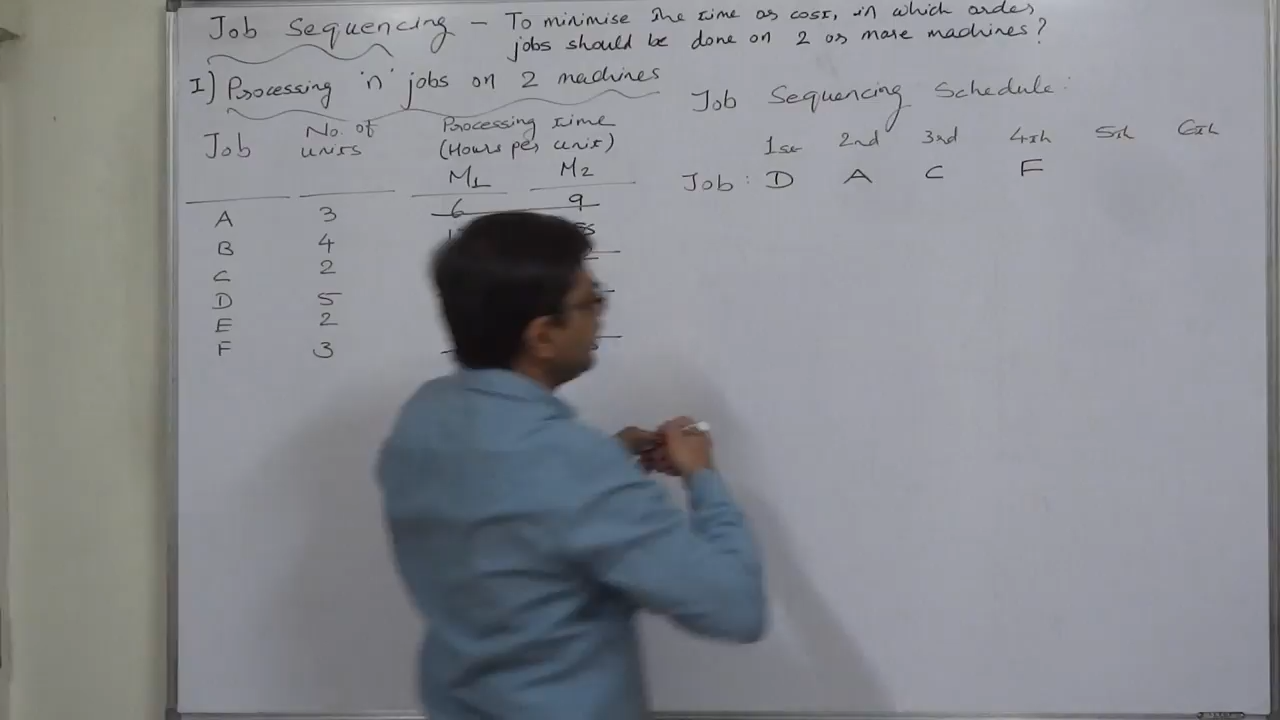 Job Sequencing – To minimise the time or cost, in which order
jobs should be done on 2 or more machines?
I) Processing 'n' jobs on 2 machines
Job Sequencing Schedule:
Job No. of units Processing time (Hours per unit)
M1 M2
1st 2nd 3rd 4th 5th 6th
Job: D A C F
A 3 6 9
B 4
C 2
D 5
E 2
F 3